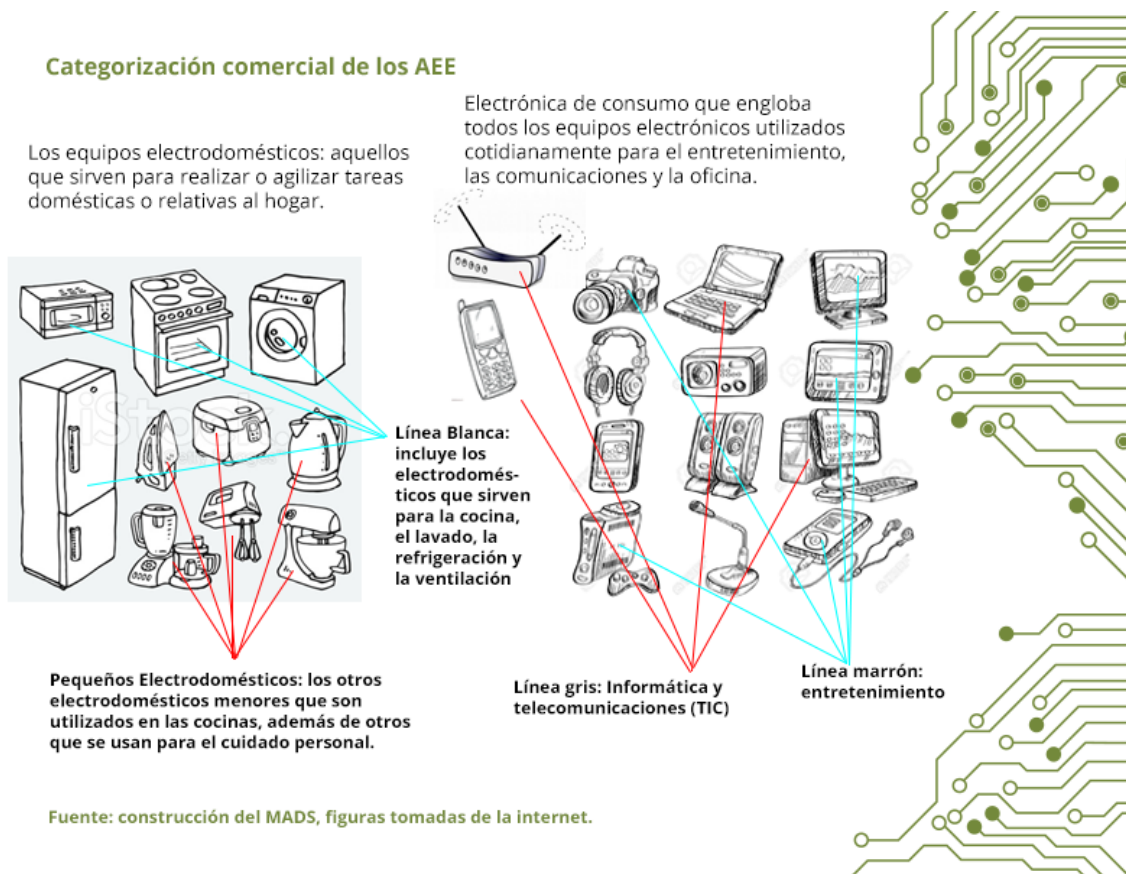 Categorización comercial de los AEE
Los equipos electrodomésticos: aquellos
que sirven para realizar o agilizar tareas
domésticas o relativas al hogar.
Electrónica de consumo que engloba
todos los equipos electrónicos utilizados
cotidianamente para el entretenimiento,
las comunicaciones y la oficina.
iStock
Línea Blanca:
incluye los
electrodomés-
ticos que sirven
para la cocina,
el lavado, la
refrigeración y
la ventilación
Pequeños Electrodomésticos: los otros
electrodomésticos menores que son
utilizados en las cocinas, además de otros
que se usan para el cuidado personal.
Línea gris: Informática y
telecomunicaciones (TIC)
Línea marrón:
entretenimiento
Fuente: construcción del MADS, figuras tomadas de la internet.